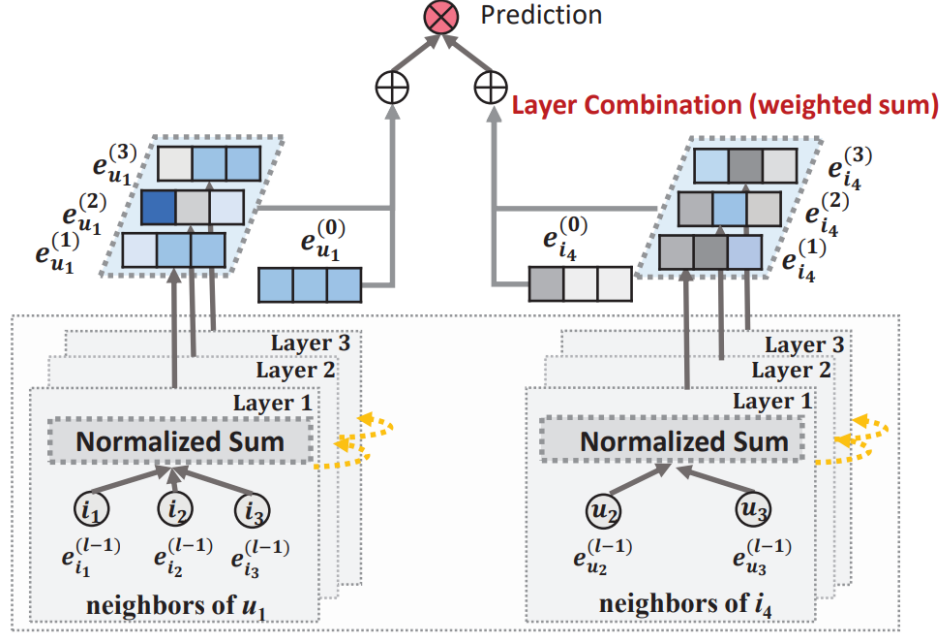 Prediction
Layer Combination (weighted sum)
e_{u_1}^{(3)}
e_{u_1}^{(2)}
e_{u_1}^{(1)}
e_{u_1}^{(0)}
e_{i_4}^{(0)}
e_{i_4}^{(3)}
e_{i_4}^{(2)}
e_{i_4}^{(1)}
Layer 3
Layer 2
Layer 1
Normalized Sum
i_1 i_2 i_3
e_{i_1}^{(l-1)} e_{i_2}^{(l-1)} e_{i_3}^{(l-1)}
neighbors of u_1
Layer 3
Layer 2
Layer 1
Normalized Sum
u_2 u_3
e_{u_2}^{(l-1)} e_{u_3}^{(l-1)}
neighbors of i_4